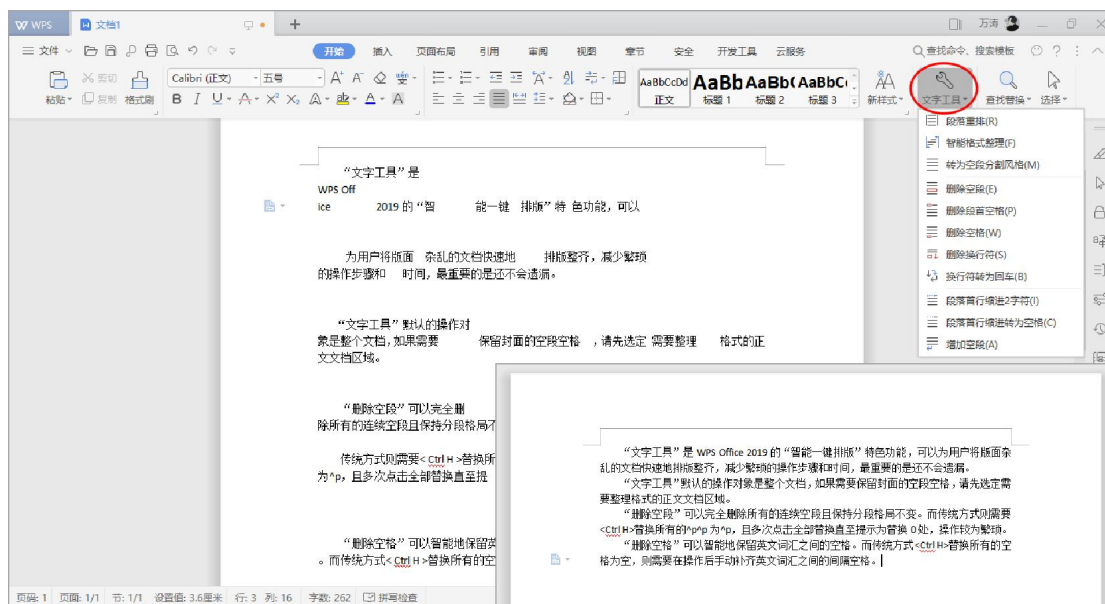 WPS 文档1 + 万涛
文件 开始 插入 页面布局 引用 审阅 视图 章节 安全 开发工具 云服务 查找命令、搜索模板
粘贴 剪切 复制 格式刷
Calibri (正文) 五号
AaBbCcDd AaBb AaBb( AaBbC(
正文 标题 1 标题 2 标题 3
新样式 文字工具 查找替换 选择
段落重排(R)
智能格式整理(F)
转为空段分割风格(M)
删除空段(E)
删除段首空格(P)
删除空格(W)
删除换行符(S)
换行符转为回车(B)
段落首行缩进2字符(I)
段落首行缩进转为空格(C)
增加空段(A)
“文字工具”是
WPS Off
ice 2019 的“智 能一键 排版”特 色功能，可以
为用户将版面 杂乱的文档快速地 排版整齐，减少繁琐
的操作步骤和 时间，最重要的是还不会遗漏。
“文字工具”默认的操作对
象是整个文档，如果需要 保留封面的空段空格 ，请先选定 需要整理 格式的正
文文档区域。
“删除空段”可以完全删
除所有的连续空段且保持分段格局不
传统方式则需要< Ctrl H >替换所
为^p，且多次点击全部替换直至提
“删除空格”可以智能地保留英
。而传统方式< Ctrl H >替换所有的空
“文字工具”是 WPS Office 2019 的“智能一键排版”特色功能，可以为用户将版面杂
乱的文档快速地排版整齐，减少繁琐的操作步骤和时间，最重要的是还不会遗漏。
“文字工具”默认的操作对象是整个文档，如果需要保留封面的空段空格，请先选定需
要整理格式的正文文档区域。
“删除空段”可以完全删除所有的连续空段且保持分段格局不变。而传统方式则需要
<Ctrl H>替换所有的^p^p 为^p，且多次点击全部替换直至提示为替换 0 处，操作较为繁琐。
“删除空格”可以智能地保留英文词汇之间的空格。而传统方式<Ctrl H>替换所有的空
格为空，则需要在操作后手动补齐英文词汇之间的间隔空格。
页码: 1 页面: 1/1 节: 1/1 设置值: 3.6厘米 行: 3 列: 16 字数: 262 拼写检查